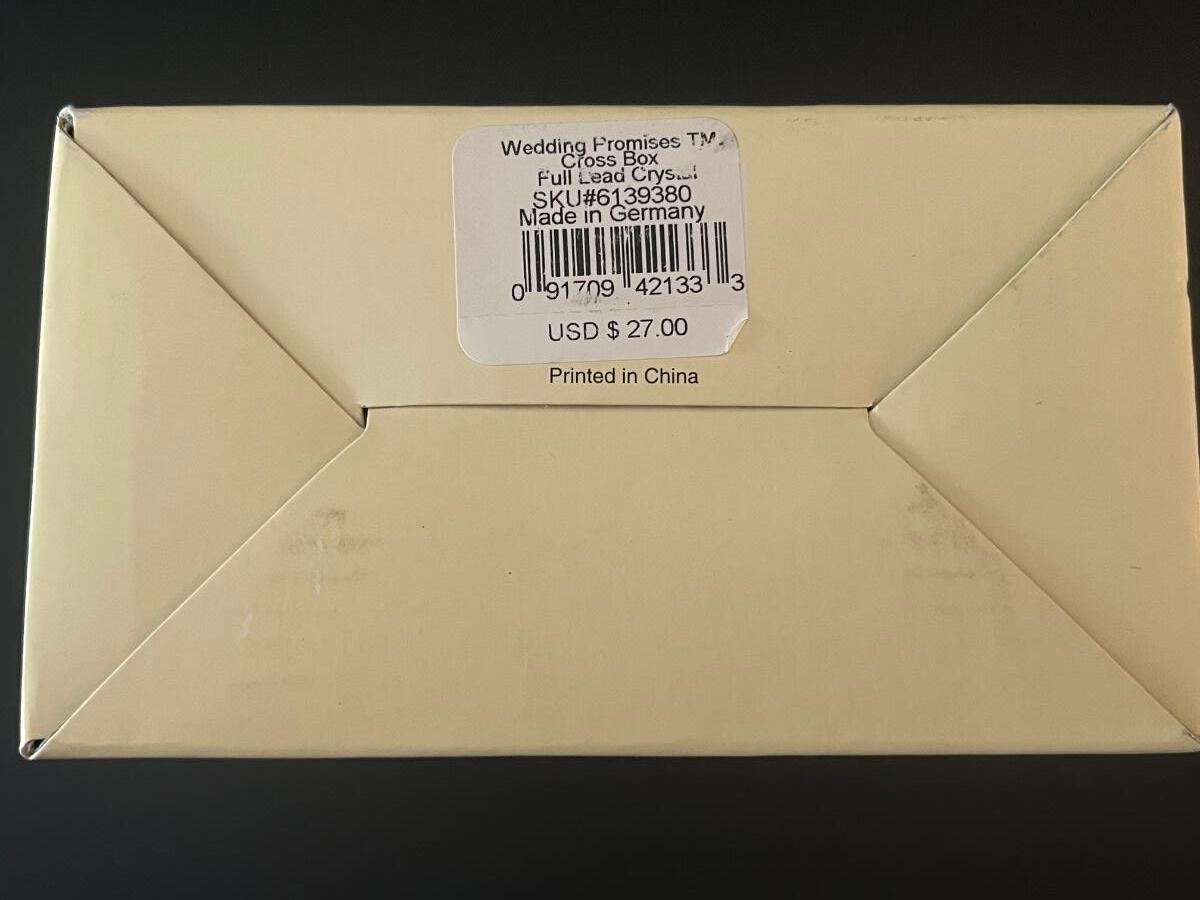 Wedding Promises TM
Cross Box
Full Lead Crystal
SKU#6139380
Made in Germany
0 91709 42133 3
USD $ 27.00
Printed in China